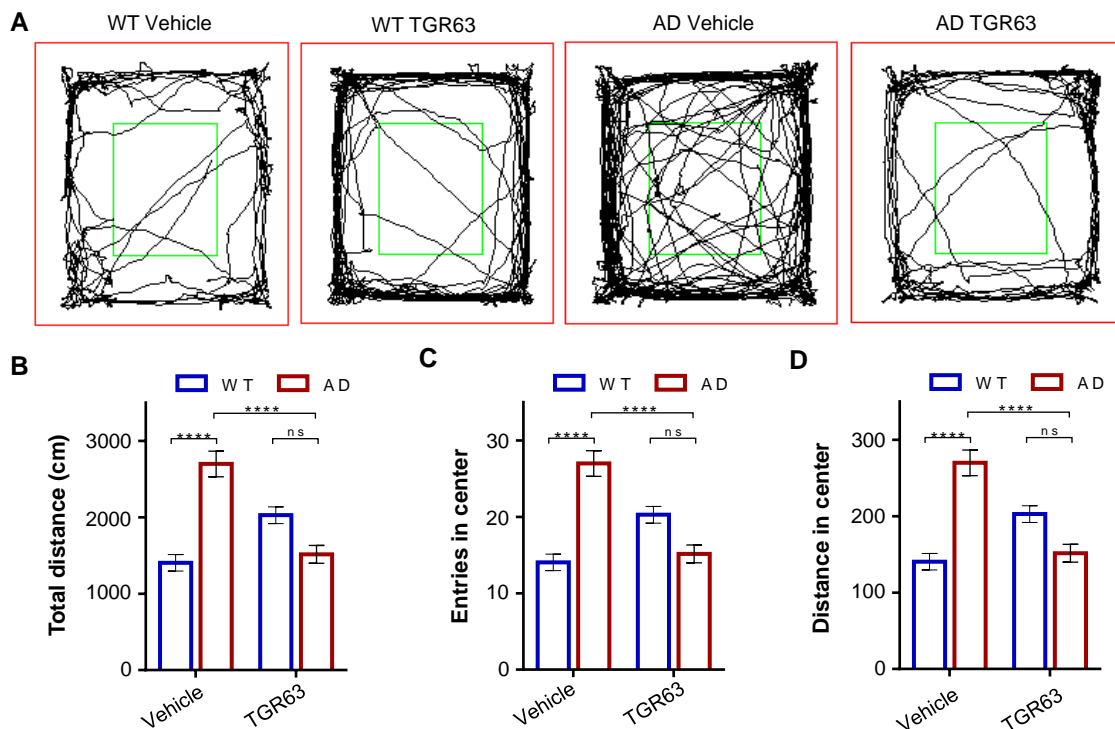 A
WT Vehicle
WT TGR63
AD Vehicle
AD TGR63
B
WT
AD
****
****
ns
Total distance (cm)
3000
2000
1000
0
Vehicle
TGR63
C
WT
AD
****
****
ns
Entries in center
30
20
10
0
Vehicle
TGR63
D
WT
AD
****
****
ns
Distance in center
300
200
100
0
Vehicle
TGR63